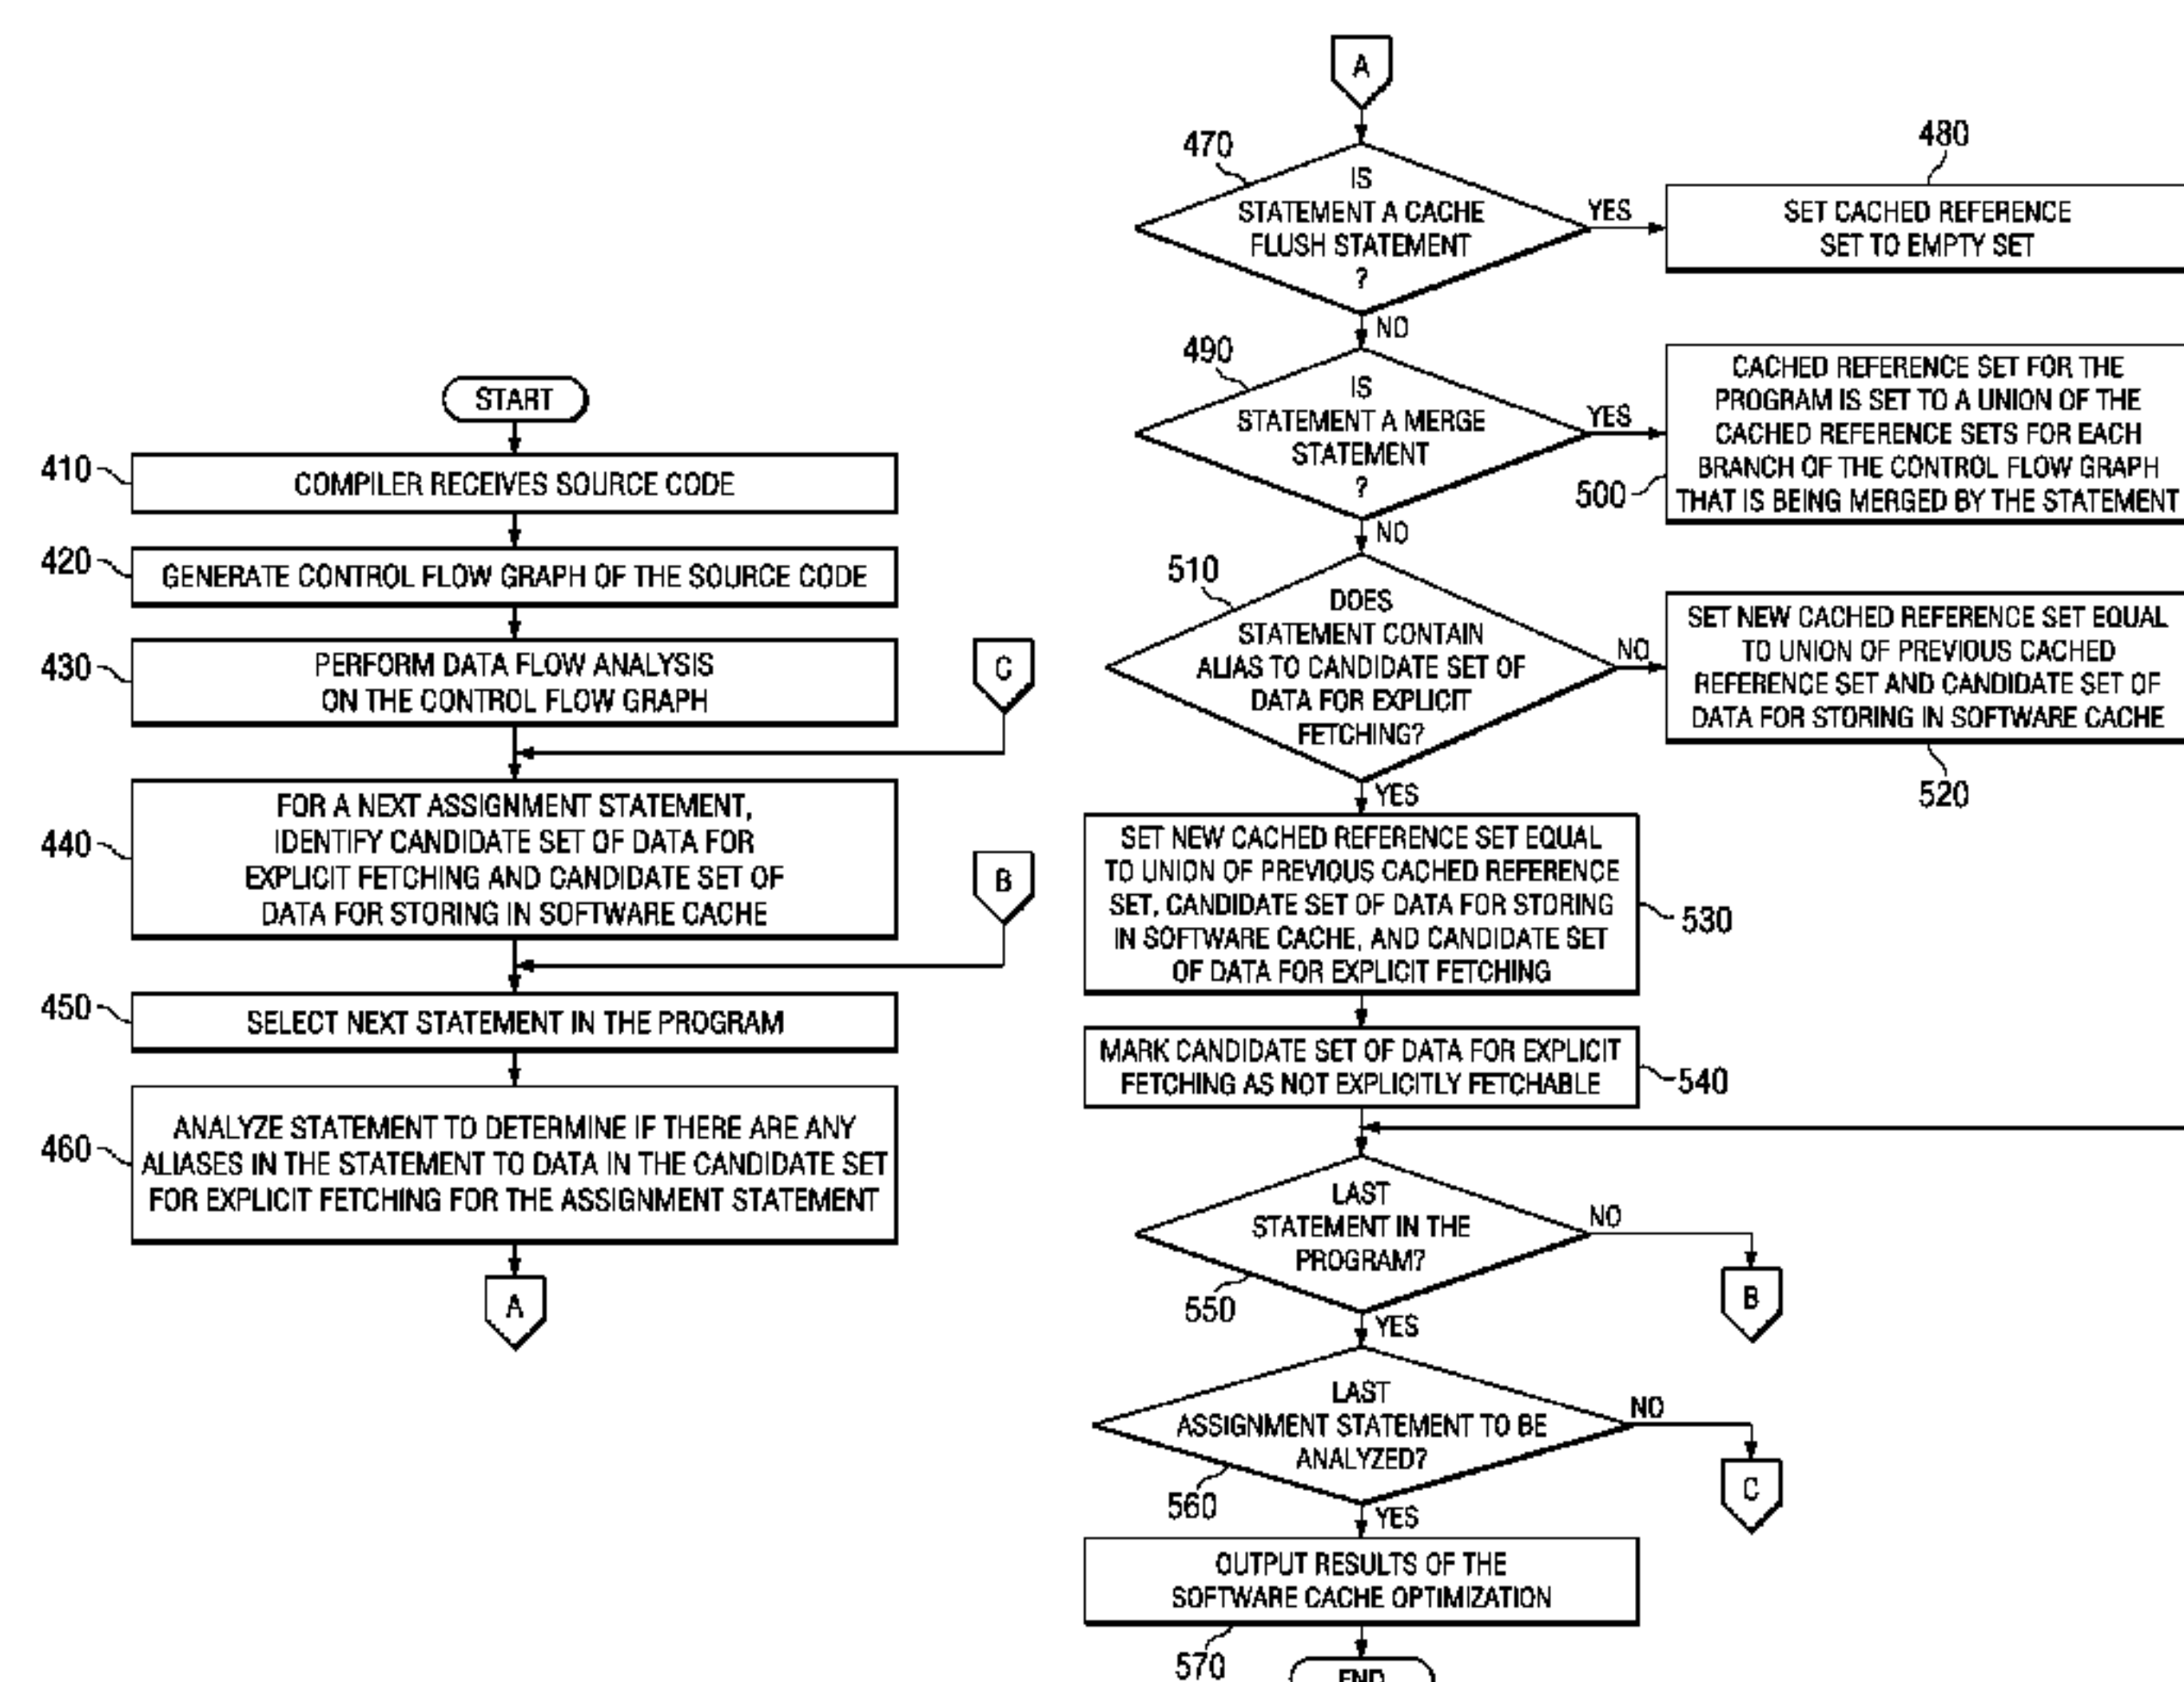 START
410
COMPILER RECEIVES SOURCE CODE
420
GENERATE CONTROL FLOW GRAPH OF THE SOURCE CODE
430
PERFORM DATA FLOW ANALYSIS
ON THE CONTROL FLOW GRAPH
C
440
FOR A NEXT ASSIGNMENT STATEMENT,
IDENTIFY CANDIDATE SET OF DATA FOR
EXPLICIT FETCHING AND CANDIDATE SET OF
DATA FOR STORING IN SOFTWARE CACHE
B
450
SELECT NEXT STATEMENT IN THE PROGRAM
460
ANALYZE STATEMENT TO DETERMINE IF THERE ARE ANY
ALIASES IN THE STATEMENT TO DATA IN THE CANDIDATE SET
FOR EXPLICIT FETCHING FOR THE ASSIGNMENT STATEMENT
A
A
470
IS
STATEMENT A CACHE
FLUSH STATEMENT
?
YES
480
SET CACHED REFERENCE
SET TO EMPTY SET
NO
490
IS
STATEMENT A MERGE
STATEMENT
?
YES
500
CACHED REFERENCE SET FOR THE
PROGRAM IS SET TO A UNION OF THE
CACHED REFERENCE SETS FOR EACH
BRANCH OF THE CONTROL FLOW GRAPH
THAT IS BEING MERGED BY THE STATEMENT
NO
510
DOES
STATEMENT CONTAIN
ALIAS TO CANDIDATE SET OF
DATA FOR EXPLICIT
FETCHING?
NO
SET NEW CACHED REFERENCE SET EQUAL
TO UNION OF PREVIOUS CACHED
REFERENCE SET AND CANDIDATE SET OF
DATA FOR STORING IN SOFTWARE CACHE
520
YES
SET NEW CACHED REFERENCE SET EQUAL
TO UNION OF PREVIOUS CACHED REFERENCE
SET, CANDIDATE SET OF DATA FOR STORING
IN SOFTWARE CACHE, AND CANDIDATE SET
OF DATA FOR EXPLICIT FETCHING
530
MARK CANDIDATE SET OF DATA FOR EXPLICIT
FETCHING AS NOT EXPLICITLY FETCHABLE
540
LAST
STATEMENT IN THE
PROGRAM?
550
NO
B
YES
LAST
ASSIGNMENT STATEMENT TO BE
ANALYZED?
560
NO
C
YES
OUTPUT RESULTS OF THE
SOFTWARE CACHE OPTIMIZATION
570
END